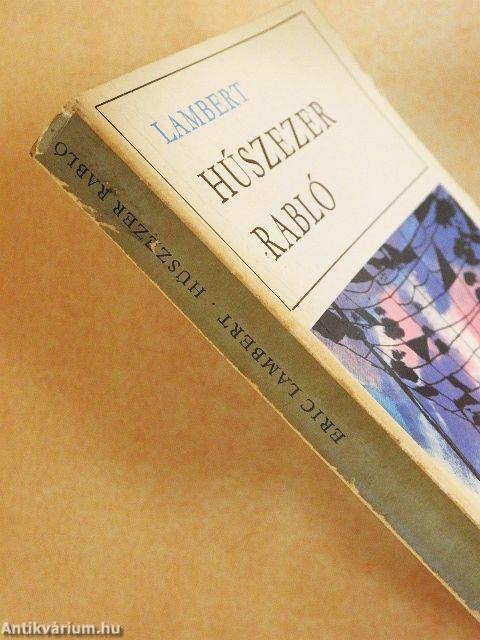 LAMBERT
HÚSZEZER
RABLÓ
ERIC LAMBERT · HÚSZEZER RABLÓ
Antikvárium.hu